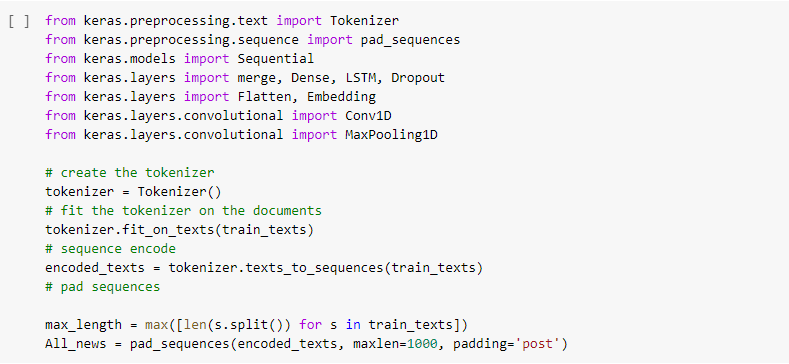 [ ] from keras.preprocessing.text import Tokenizer
from keras.preprocessing.sequence import pad_sequences
from keras.models import Sequential
from keras.layers import merge, Dense, LSTM, Dropout
from keras.layers import Flatten, Embedding
from keras.layers.convolutional import Conv1D
from keras.layers.convolutional import MaxPooling1D
# create the tokenizer
tokenizer = Tokenizer()
# fit the tokenizer on the documents
tokenizer.fit_on_texts(train_texts)
# sequence encode
encoded_texts = tokenizer.texts_to_sequences(train_texts)
# pad sequences
max_length = max([len(s.split()) for s in train_texts])
All_news = pad_sequences(encoded_texts, maxlen=1000, padding='post')